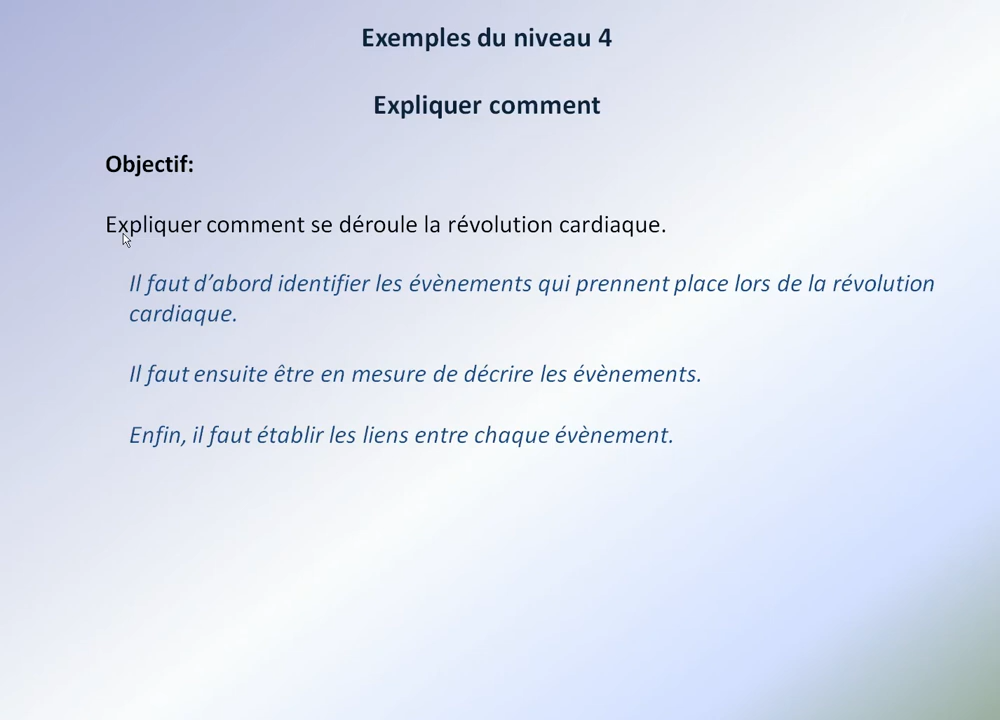 Exemples du niveau 4
Expliquer comment
Objectif:
Expliquer comment se déroule la révolution cardiaque.
Il faut d’abord identifier les évènements qui prennent place lors de la révolution
cardiaque.
Il faut ensuite être en mesure de décrire les évènements.
Enfin, il faut établir les liens entre chaque évènement.